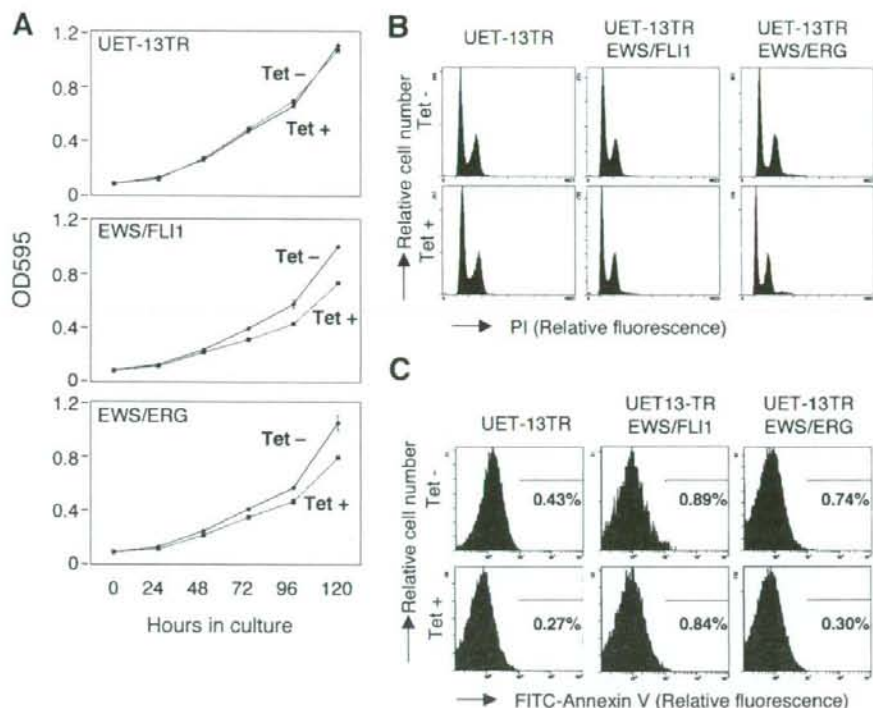 A
UET-13TR
Tet –
Tet +
1.2
0.8
0.4
0
EWS/FLI1
Tet –
Tet +
1.2
0.8
0.4
0
EWS/ERG
Tet –
Tet +
1.2
0.8
0.4
0
OD595
0 24 48 72 96 120
Hours in culture
B
UET-13TR
UET-13TR
EWS/FLI1
UET-13TR
EWS/ERG
Tet -
Tet +
Relative cell number
PI (Relative fluorescence)
C
UET-13TR
UET13-TR
EWS/FLI1
UET-13TR
EWS/ERG
Tet -
0.43%
0.89%
0.74%
Tet +
0.27%
0.84%
0.30%
Relative cell number
FITC-Annexin V (Relative fluorescence)